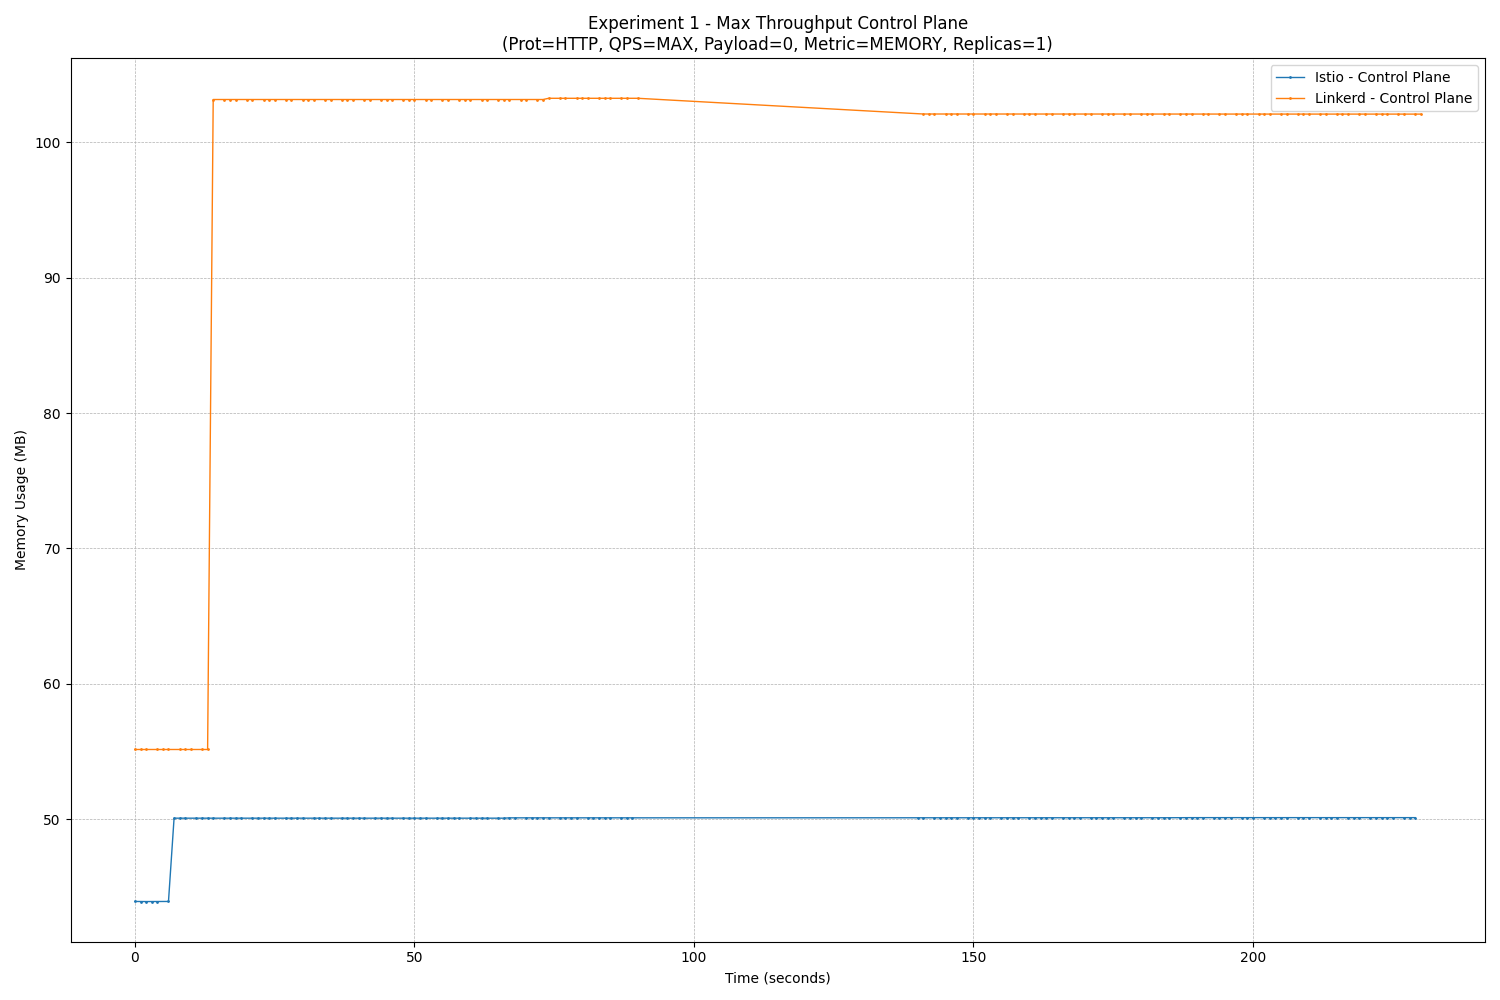 Experiment 1 - Max Throughput Control Plane
(Prot=HTTP, QPS=MAX, Payload=0, Metric=MEMORY, Replicas=1)
Istio - Control Plane
Linkerd - Control Plane
Memory Usage (MB)
100
90
80
70
60
50
0
50
100
150
200
Time (seconds)